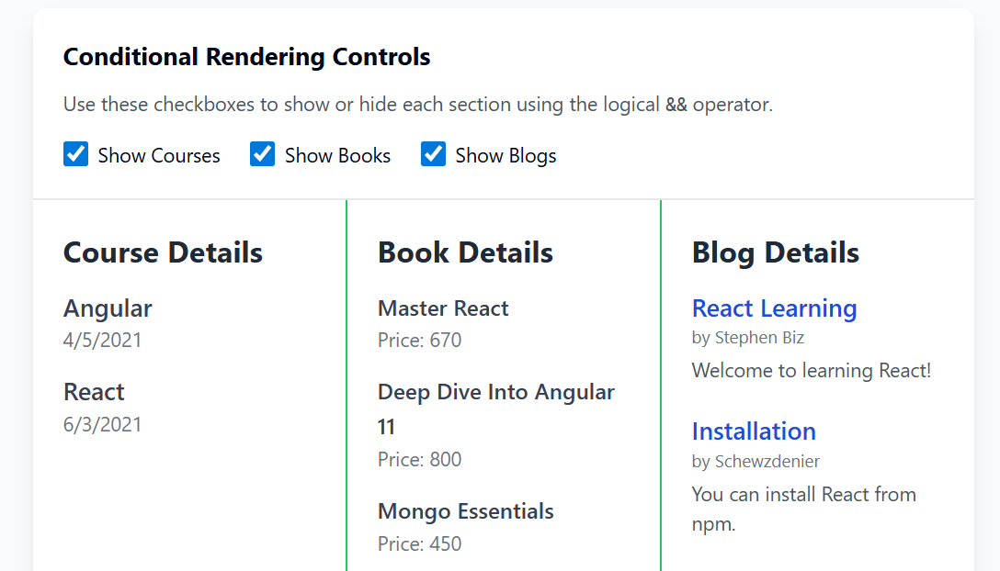 Conditional Rendering Controls
Use these checkboxes to show or hide each section using the logical && operator.
Show Courses
Show Books
Show Blogs
Course Details
Angular
4/5/2021
React
6/3/2021
Book Details
Master React
Price: 670
Deep Dive Into Angular
11
Price: 800
Mongo Essentials
Price: 450
Blog Details
React Learning
by Stephen Biz
Welcome to learning React!
Installation
by Schewzdenier
You can install React from
npm.